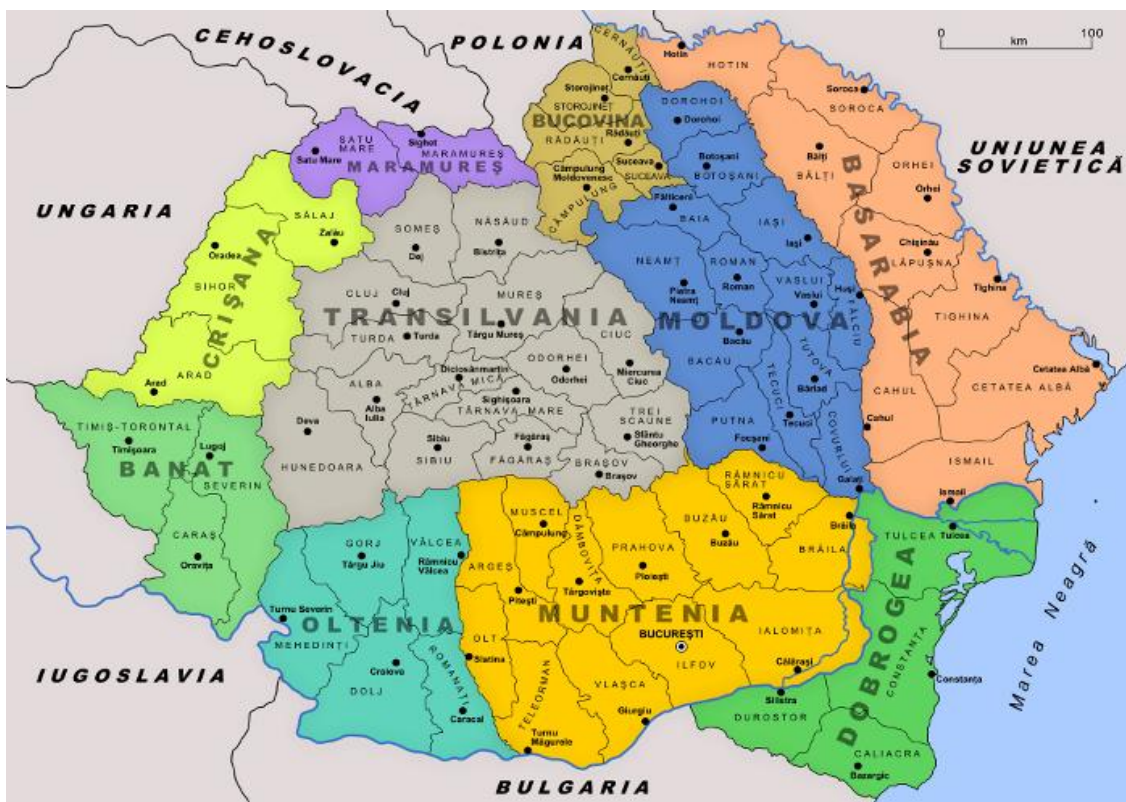 CEHOSLOVACIA
POLONIA
UNIUNEA
SOVIETICĂ
UNGARIA
IUGOSLAVIA
BULGARIA
Marea Neagră
0 100
km
MARAMUREȘ
SATU
MARE
Satu Mare
Sighet
MARAMUREȘ
BUCOVINA
CERNĂUȚI
Cernăuți
Storojineț
STOROJINEȚ
RĂDĂUȚI
Rădăuți
Suceava
SUCEAVA
Câmpulung
Moldovenesc
CÂMPULUNG
BASARABIA
Hotin
HOTIN
Soroca
SOROCA
Bălți
BĂLȚI
ORHEI
Orhei
Chișinău
LĂPUȘNA
Tighina
TIGHINA
CAHUL
Cahul
CETATEA ALBĂ
Cetatea Albă
ISMAIL
Ismail
MOLDOVA
DOROHOI
Dorohoi
Botoșani
BOTOȘANI
Fălticeni
BAIA
IAȘI
Iași
NEAMȚ
Piatra
Neamț
ROMAN
Roman
VASLUI
Vaslui
Huși
FĂLCIU
Bacău
BACĂU
TUTOVA
Bârlad
TECUCI
Tecuci
PUTNA
Focșani
COVURLUI
Galați
CRIȘANA
SĂLAJ
Zalău
Oradea
BIHOR
ARAD
Arad
TRANSILVANIA
SOMEȘ
Dej
NĂSĂUD
Bistrița
CLUJ
Cluj
MUREȘ
Târgu Mureș
TURDA
Turda
CIUC
Miercurea
Ciuc
ODORHEI
Odorhei
Diciosânmartin
TÂRNAVA MICĂ
Sighișoara
TÂRNAVA MARE
ALBA
Alba
Iulia
Deva
HUNEDOARA
Sibiu
SIBIU
Făgăraș
FĂGĂRAȘ
TREI
SCAUNE
Sfântu
Gheorghe
BRAȘOV
Brașov
BANAT
TIMIȘ-TORONTAL
Timișoara
Lugoj
SEVERIN
CARAȘ
Oravița
OLTENIA
GORJ
Târgu Jiu
VÂLCEA
Râmnicu
Vâlcea
Turnu Severin
MEHEDINȚI
Craiova
DOLJ
ROMANAȚI
Caracal
MUNTENIA
MUSCEL
Câmpulung
ARGEȘ
Pitești
DÂMBOVIȚA
Târgoviște
PRAHOVA
Ploiești
BUZĂU
Buzău
RÂMNICU
SĂRAT
Râmnicu
Sărat
Brăila
BRĂILA
OLT
Slatina
TELEORMAN
Turnu
Măgurele
VLAȘCA
Giurgiu
BUCUREȘTI
ILFOV
IALOMIȚA
Călărași
DOBROGEA
TULCEA
Tulcea
CONSTANȚA
Constanța
Silistra
DUROSTOR
CALIACRA
Bazargic